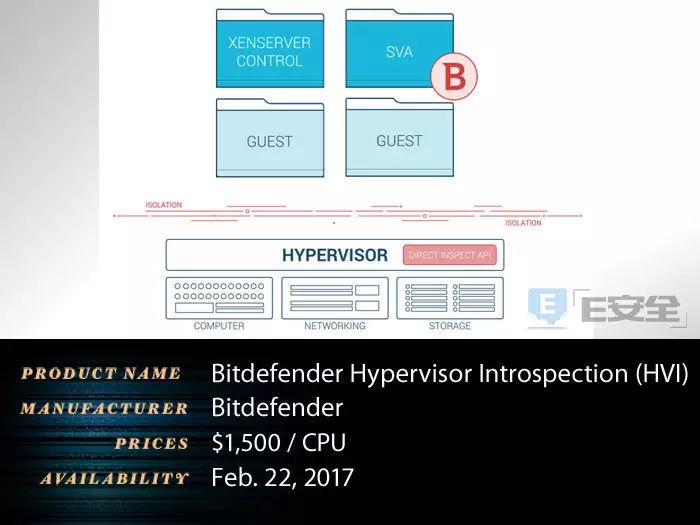 XENSERVER
CONTROL
SVA
B
GUEST
GUEST
ISOLATION
ISOLATION
HYPERVISOR
DIRECT INSPECT API
COMPUTER
NETWORKING
STORAGE
E E安全
PRODUCT NAME Bitdefender Hypervisor Introspection (HVI)
MANUFACTURER Bitdefender
PRICES $1,500 / CPU
AVAILABILITY Feb. 22, 2017